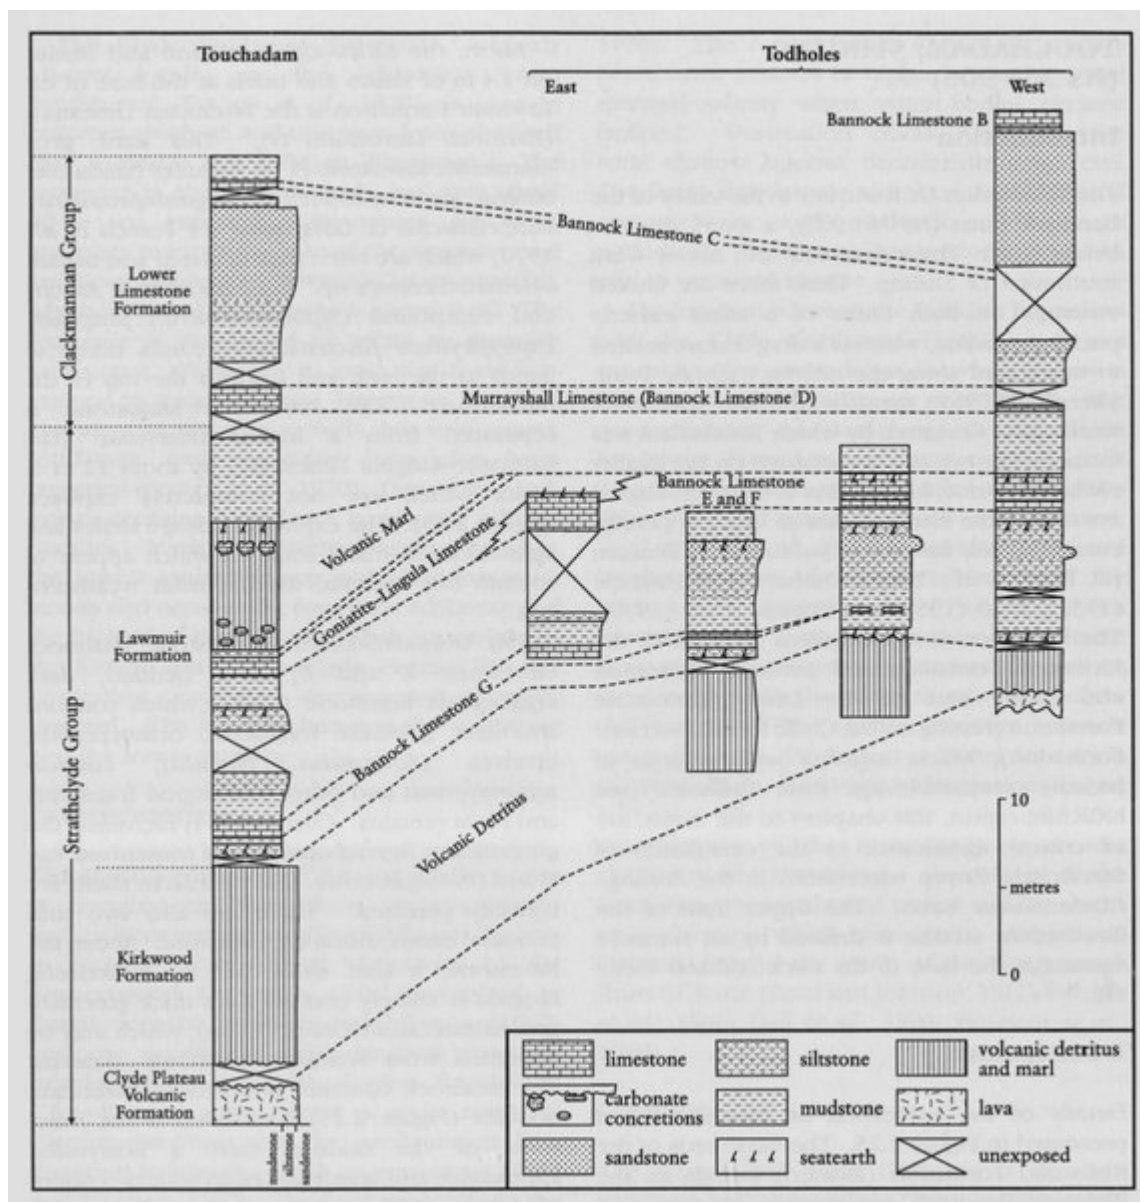 Touchadam
Todholes
East
West
Bannock Limestone B
Clackmannan Group
Lower
Limestone
Formation
Bannock Limestone C
Murrayshall Limestone (Bannock Limestone D)
Bannock Limestone
E and F
Volcanic Marl
Goniatite-Lingula Limestone
Lawmuir
Formation
Strathclyde Group
Bannock Limestone G
Volcanic Detritus
10
metres
0
Kirkwood
Formation
Clyde Plateau
Volcanic
Formation
mudstone
siltstone
sandstone
limestone
siltstone
volcanic detritus
and marl
carbonate
concretions
mudstone
lava
sandstone
seatearth
unexposed